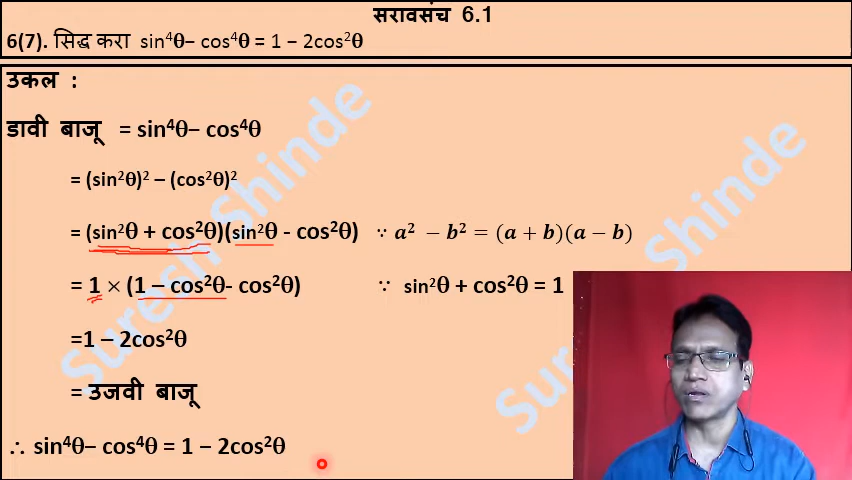 सरावसंच 6.1
6(7). सिद्ध करा sin⁴θ– cos⁴θ = 1 – 2cos²θ
उकल :
डावी बाजू = sin⁴θ– cos⁴θ
= (sin²θ)² – (cos²θ)²
= (sin²θ + cos²θ)(sin²θ - cos²θ) ∵ a² − b² = (a + b)(a − b)
= 1 × (1 – cos²θ- cos²θ) ∵ sin²θ + cos²θ = 1
=1 – 2cos²θ
= उजवी बाजू
∴ sin⁴θ– cos⁴θ = 1 – 2cos²θ
Suresh Shinde
Suresh Shinde